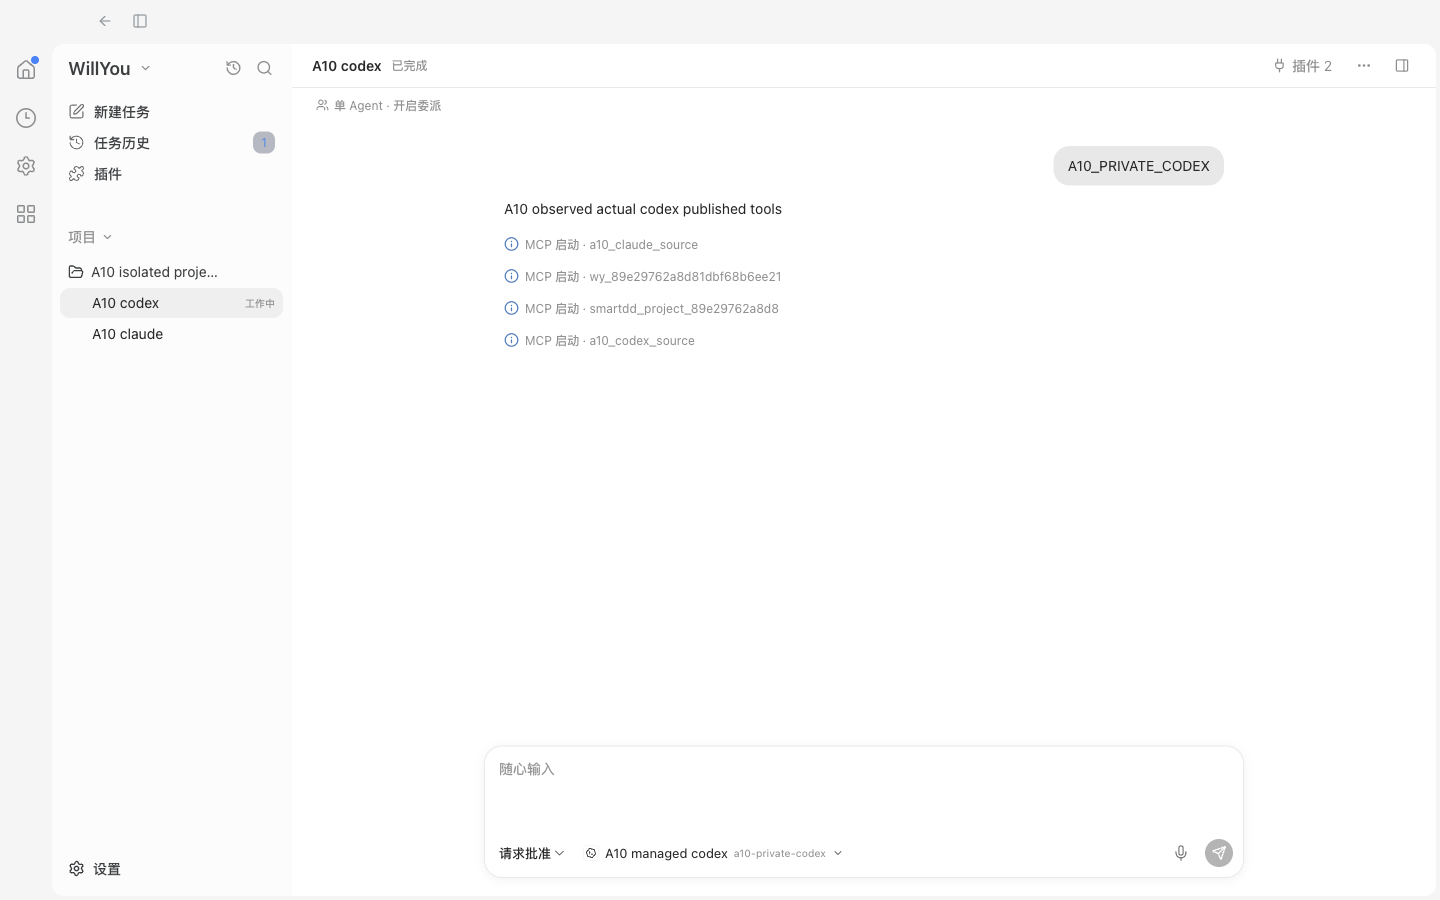 WillYou
新建任务
任务历史 1
插件
项目
A10 isolated proje...
A10 codex 工作中
A10 claude
设置
A10 codex 已完成
插件 2
单 Agent · 开启委派
A10_PRIVATE_CODEX
A10 observed actual codex published tools
MCP 启动 · a10_claude_source
MCP 启动 · wy_89e29762a8d81dbf68b6ee21
MCP 启动 · smartdd_project_89e29762a8d8
MCP 启动 · a10_codex_source
随心输入
请求批准 A10 managed codex a10-private-codex